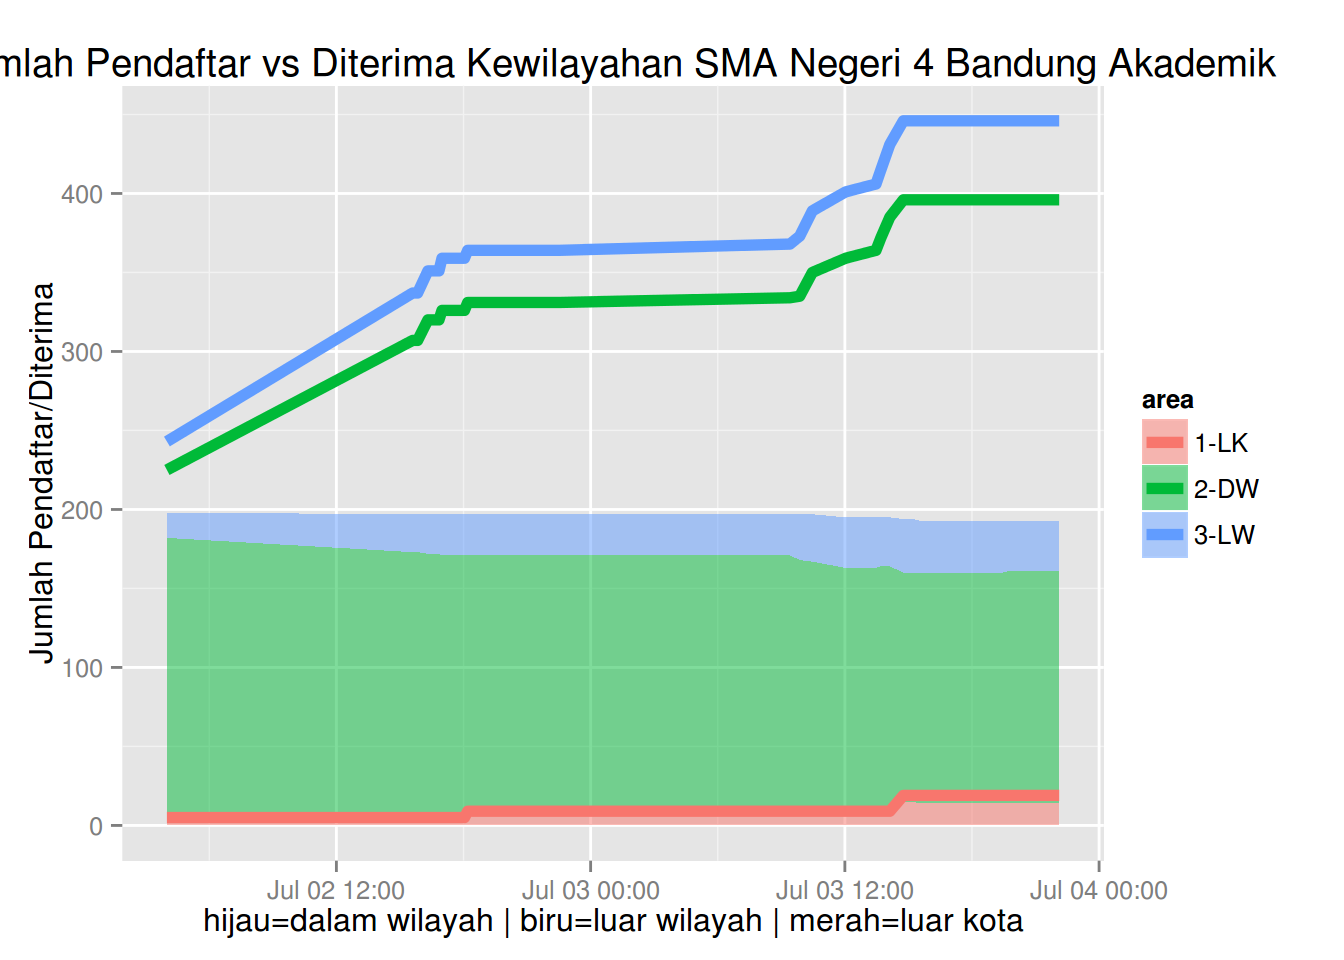 mlah Pendaftar vs Diterima Kewilayahan SMA Negeri 4 Bandung Akademik
Jumlah Pendaftar/Diterima
400
300
200
100
0
Jul 02 12:00
Jul 03 00:00
Jul 03 12:00
Jul 04 00:00
hijau=dalam wilayah | biru=luar wilayah | merah=luar kota
area
1-LK
2-DW
3-LW